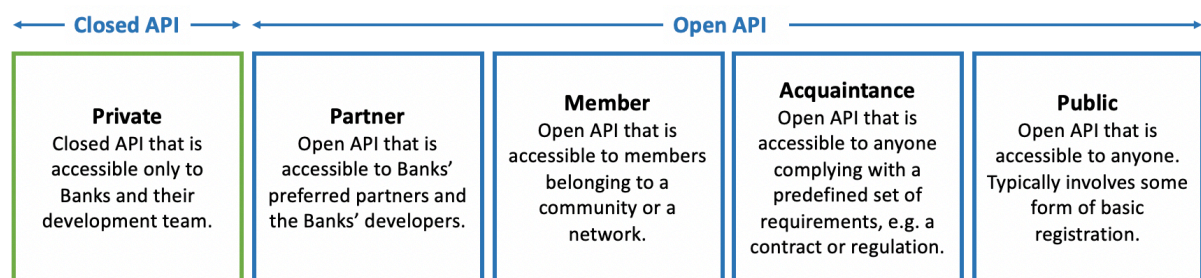 Closed API
Open API
Private
Closed API that is
accessible only to
Banks and their
development team.
Partner
Open API that is
accessible to Banks’
preferred partners and
the Banks’ developers.
Member
Open API that is
accessible to members
belonging to a
community or a
network.
Acquaintance
Open API that is
accessible to anyone
complying with a
predefined set of
requirements, e.g. a
contract or regulation.
Public
Open API that is
accessible to anyone.
Typically involves some
form of basic
registration.